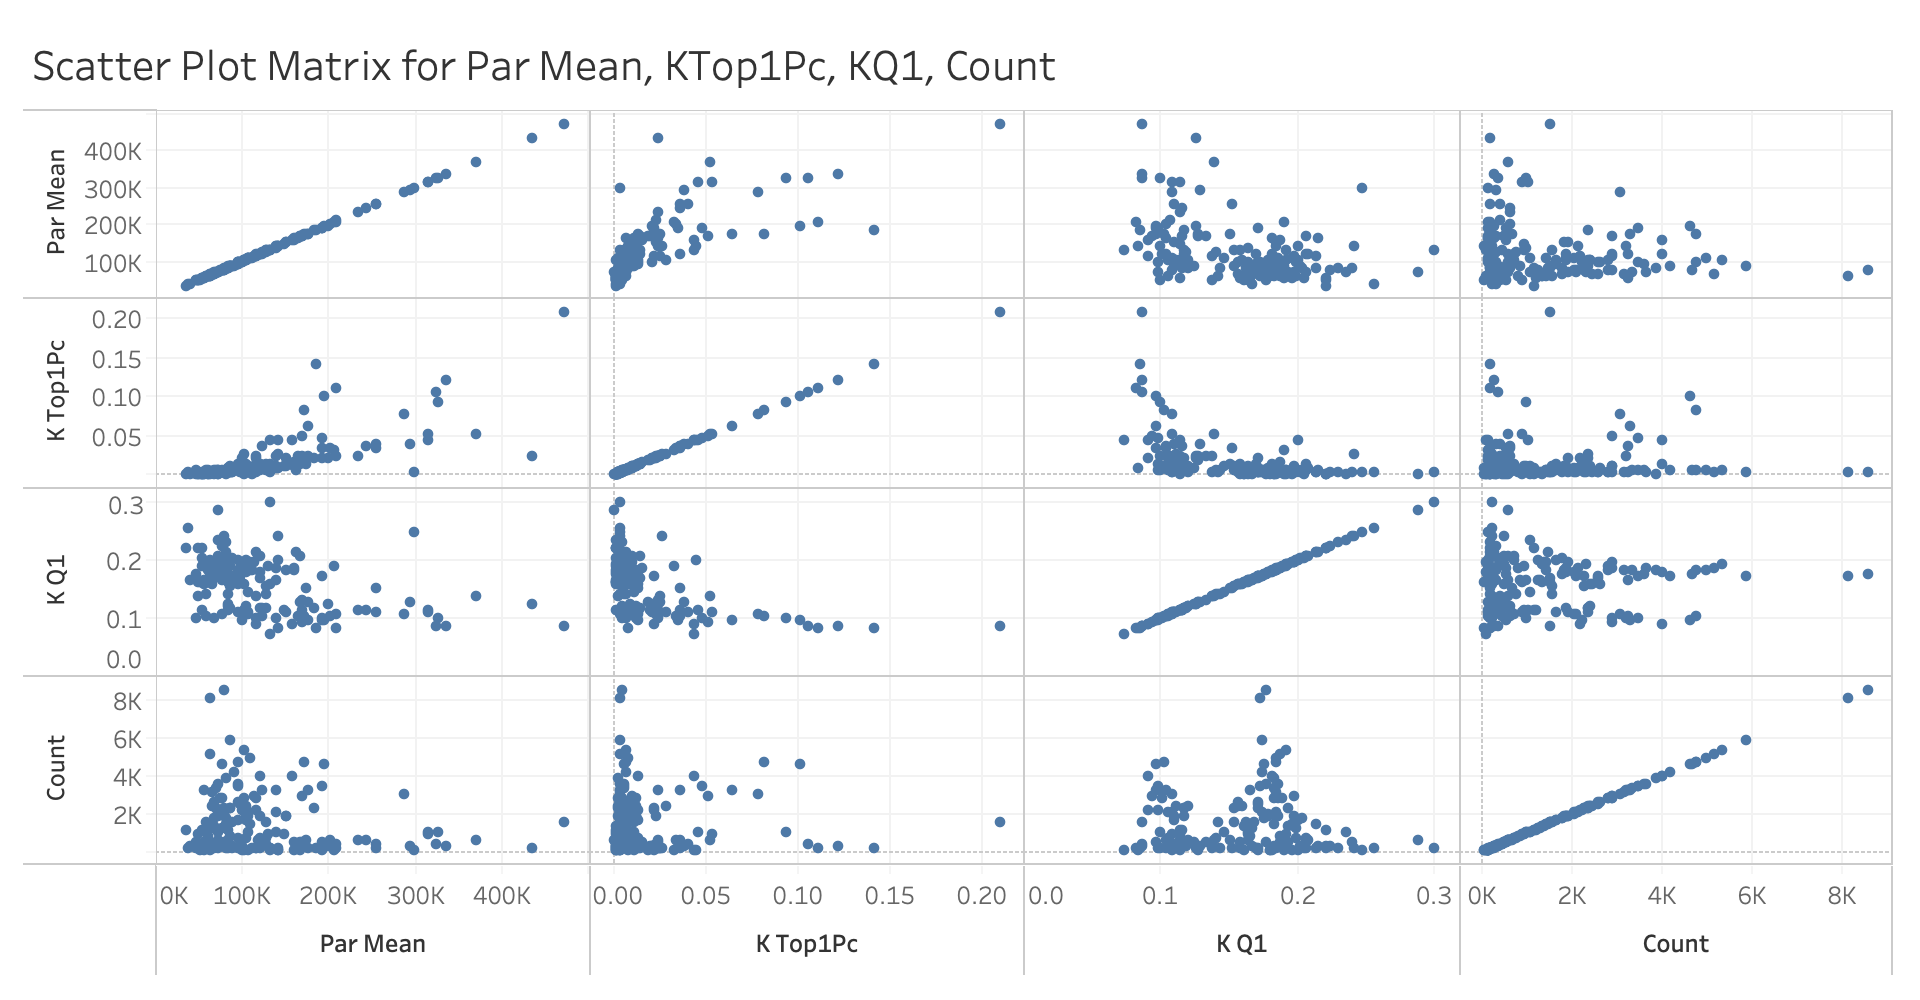 Scatter Plot Matrix for Par Mean, KTop1Pc, KQ1, Count
Par Mean
400K
300K
200K
100K
K Top1Pc
0.20
0.15
0.10
0.05
K Q1
0.3
0.2
0.1
0.0
Count
8K
6K
4K
2K
0K 100K 200K 300K 400K 0.00 0.05 0.10 0.15 0.20 0.0 0.1 0.2 0.3 0K 2K 4K 6K 8K
Par Mean K Top1Pc K Q1 Count